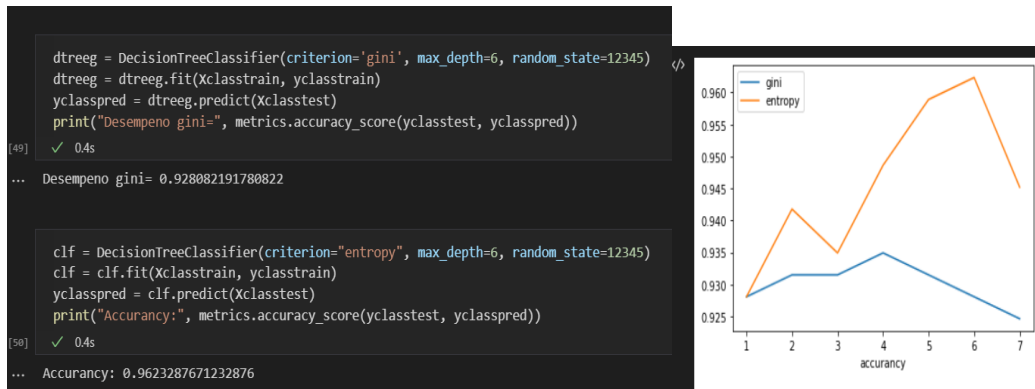 dtreeg = DecisionTreeClassifier(criterion='gini', max_depth=6, random_state=12345)
dtreeg = dtreeg.fit(Xclasstrain, yclasstrain)
yclasspred = dtreeg.predict(Xclasstest)
print("Desempeno gini=", metrics.accuracy_score(yclasstest, yclasspred))
[49] ✓ 0.4s
... Desempeno gini= 0.928082191780822
clf = DecisionTreeClassifier(criterion="entropy", max_depth=6, random_state=12345)
clf = clf.fit(Xclasstrain, yclasstrain)
yclasspred = clf.predict(Xclasstest)
print("Accurancy:", metrics.accuracy_score(yclasstest, yclasspred))
[50] ✓ 0.4s
... Accurancy: 0.9623287671232876
</>
gini
entropy
0.960
0.955
0.950
0.945
0.940
0.935
0.930
0.925
1 2 3 4 5 6 7
accurancy